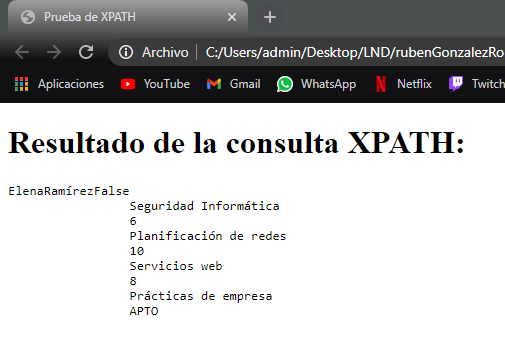 Prueba de XPATH
Archivo C:/Users/admin/Desktop/LND/rubenGonzalezRo
Aplicaciones YouTube Gmail WhatsApp Netflix Twitch
Resultado de la consulta XPATH:
ElenaRamírezFalse
Seguridad Informática
6
Planificación de redes
10
Servicios web
8
Prácticas de empresa
APTO